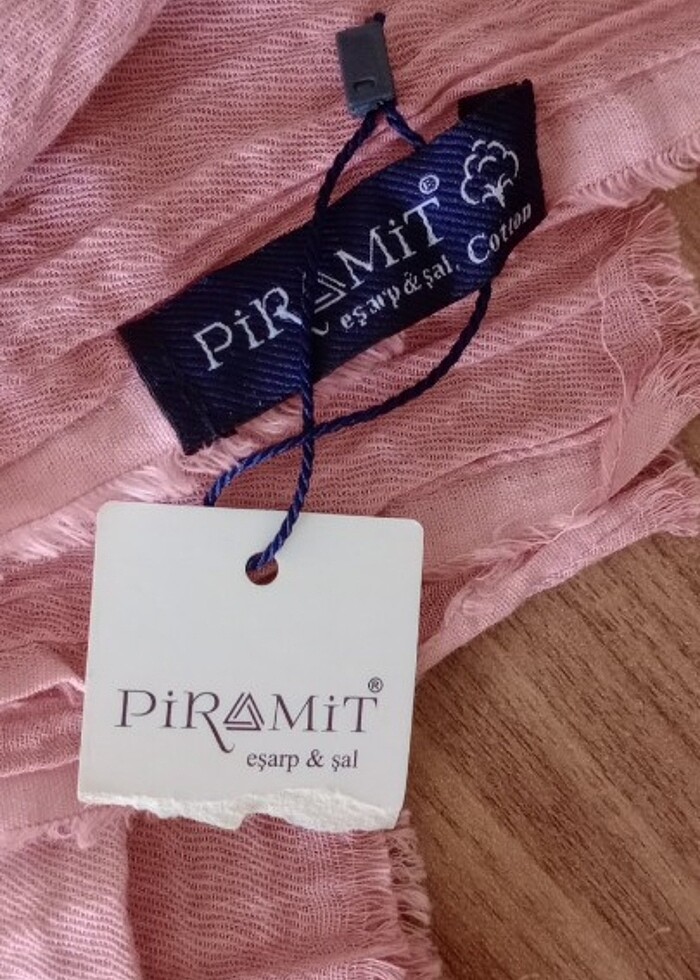 PiRAMiT®
eşarp & şal. Cotton
PiRAMiT®
eşarp & şal